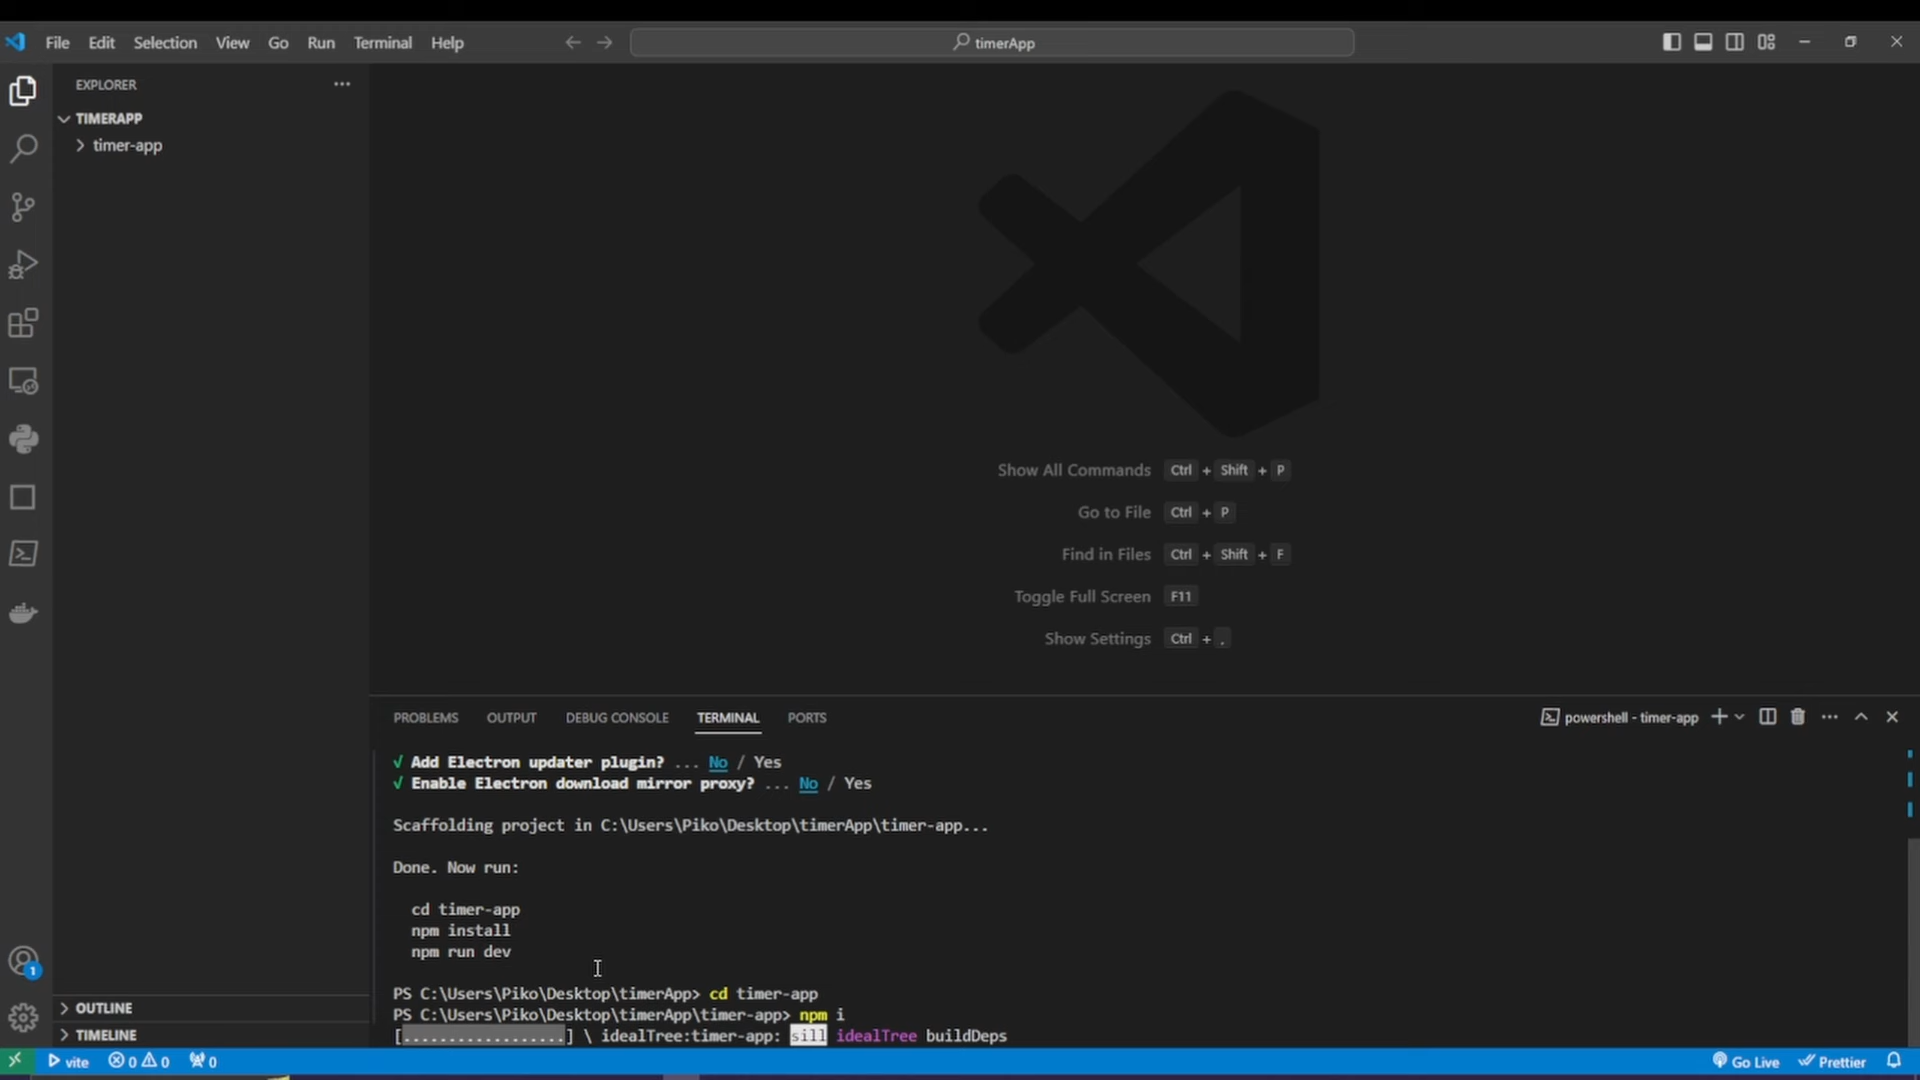 File Edit Selection View Go Run Terminal Help
timerApp
EXPLORER
TIMERAPP
timer-app
Show All Commands Ctrl + Shift + P
Go to File Ctrl + P
Find in Files Ctrl + Shift + F
Toggle Full Screen F11
Show Settings Ctrl + ,
PROBLEMS OUTPUT DEBUG CONSOLE TERMINAL PORTS
powershell - timer-app
√ Add Electron updater plugin? ... No / Yes
√ Enable Electron download mirror proxy? ... No / Yes
Scaffolding project in C:\Users\Piko\Desktop\timerApp\timer-app...
Done. Now run:
cd timer-app
npm install
npm run dev
PS C:\Users\Piko\Desktop\timerApp> cd timer-app
PS C:\Users\Piko\Desktop\timerApp\timer-app> npm i
[..................] \ idealTree:timer-app: sill idealTree buildDeps
1
OUTLINE
TIMELINE
vite 0 0 0
Go Live Prettier